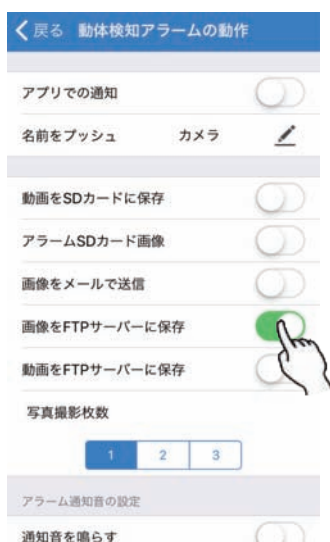 戻る 動体検知アラームの動作
アプリでの通知
名前をプッシュ カメラ
動画をSDカードに保存
アラームSDカード画像
画像をメールで送信
画像をFTPサーバーに保存
動画をFTPサーバーに保存
写真撮影枚数
1 2 3
アラーム通知音の設定
通知音を鳴らす